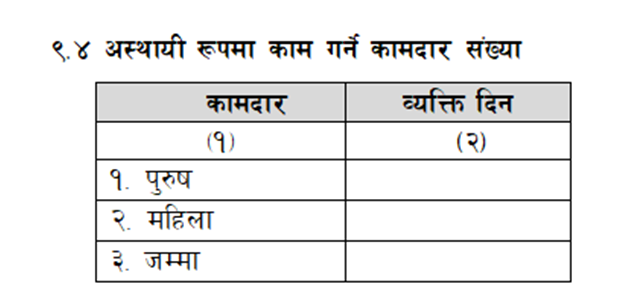 ९.४ अस्थायी रूपमा काम गर्ने कामदार संख्या
कामदार व्यक्ति दिन
(१) (२)
१. पुरुष
२. महिला
३. जम्मा